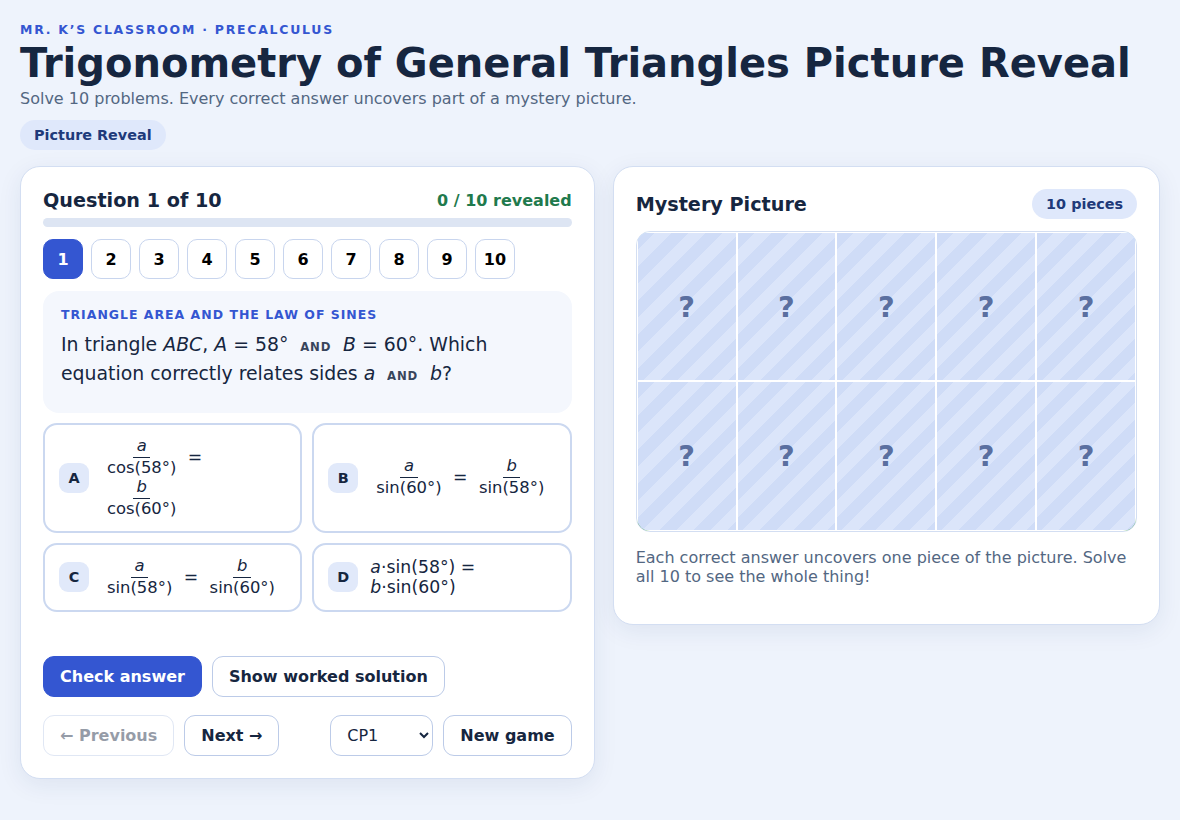 MR. K’S CLASSROOM · PRECALCULUS
Trigonometry of General Triangles Picture Reveal
Solve 10 problems. Every correct answer uncovers part of a mystery picture.
Picture Reveal
Question 1 of 10
0 / 10 revealed
1 2 3 4 5 6 7 8 9 10
TRIANGLE AREA AND THE LAW OF SINES
In triangle ABC, A = 58° AND B = 60°. Which
equation correctly relates sides a AND b?
A
a
cos(58°) =
b
cos(60°)
B
a/sin(60°) = b/sin(58°)
C
a/sin(58°) = b/sin(60°)
D
a·sin(58°) =
b·sin(60°)
Check answer
Show worked solution
← Previous
Next →
CP1
New game
Mystery Picture
10 pieces
? ? ? ? ?
? ? ? ? ?
Each correct answer uncovers one piece of the picture. Solve
all 10 to see the whole thing!